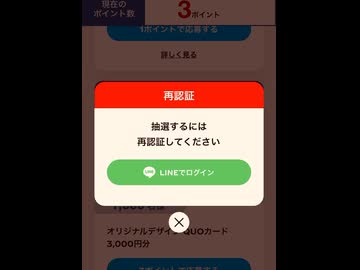 現在の
ポイント数
3ポイント
1ポイントで応募する
詳しく見る
再認証
抽選するには
再認証してください
LINE
LINEでログイン
オリジナルデザインQUOカード
3,000円分